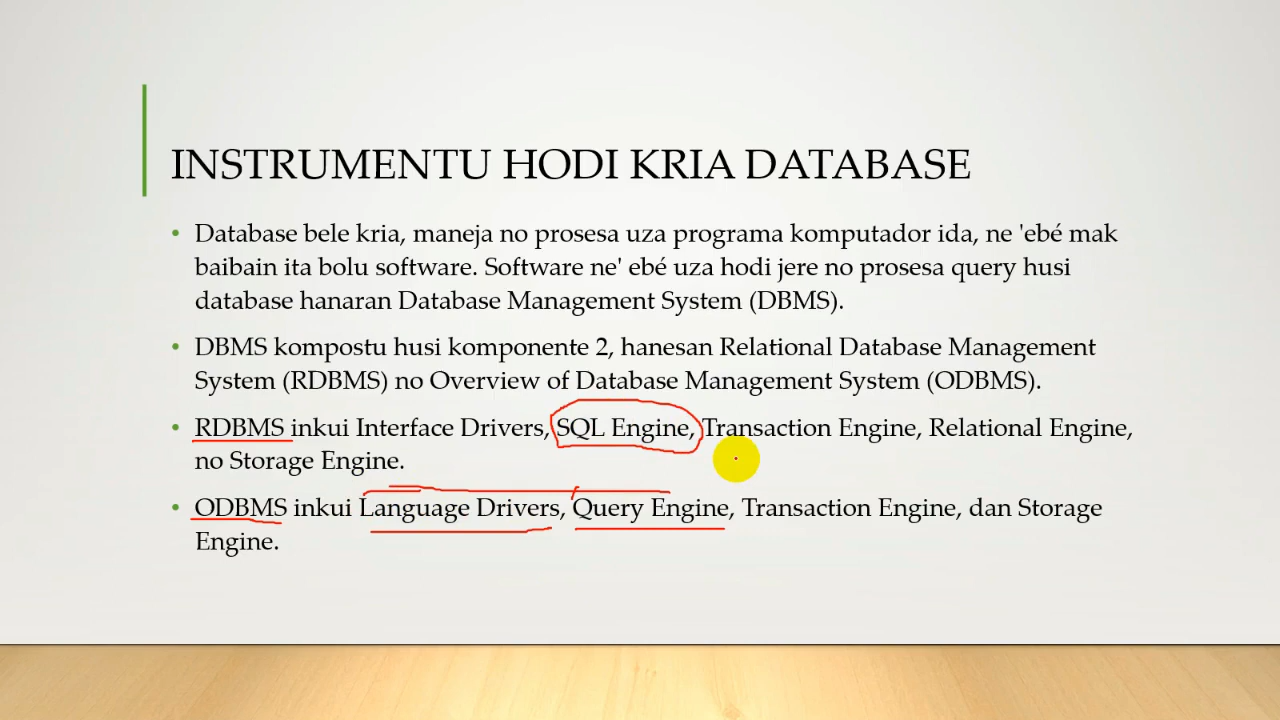 INSTRUMENTU HODI KRIA DATABASE
• Database bele kria, maneja no prosesa uza programa komputador ida, ne 'ebé mak
baibain ita bolu software. Software ne' ebé uza hodi jere no prosesa query husi
database hanaran Database Management System (DBMS).
• DBMS kompostu husi komponente 2, hanesan Relational Database Management
System (RDBMS) no Overview of Database Management System (ODBMS).
• RDBMS inkui Interface Drivers, SQL Engine, Transaction Engine, Relational Engine,
no Storage Engine.
• ODBMS inkui Language Drivers, Query Engine, Transaction Engine, dan Storage
Engine.